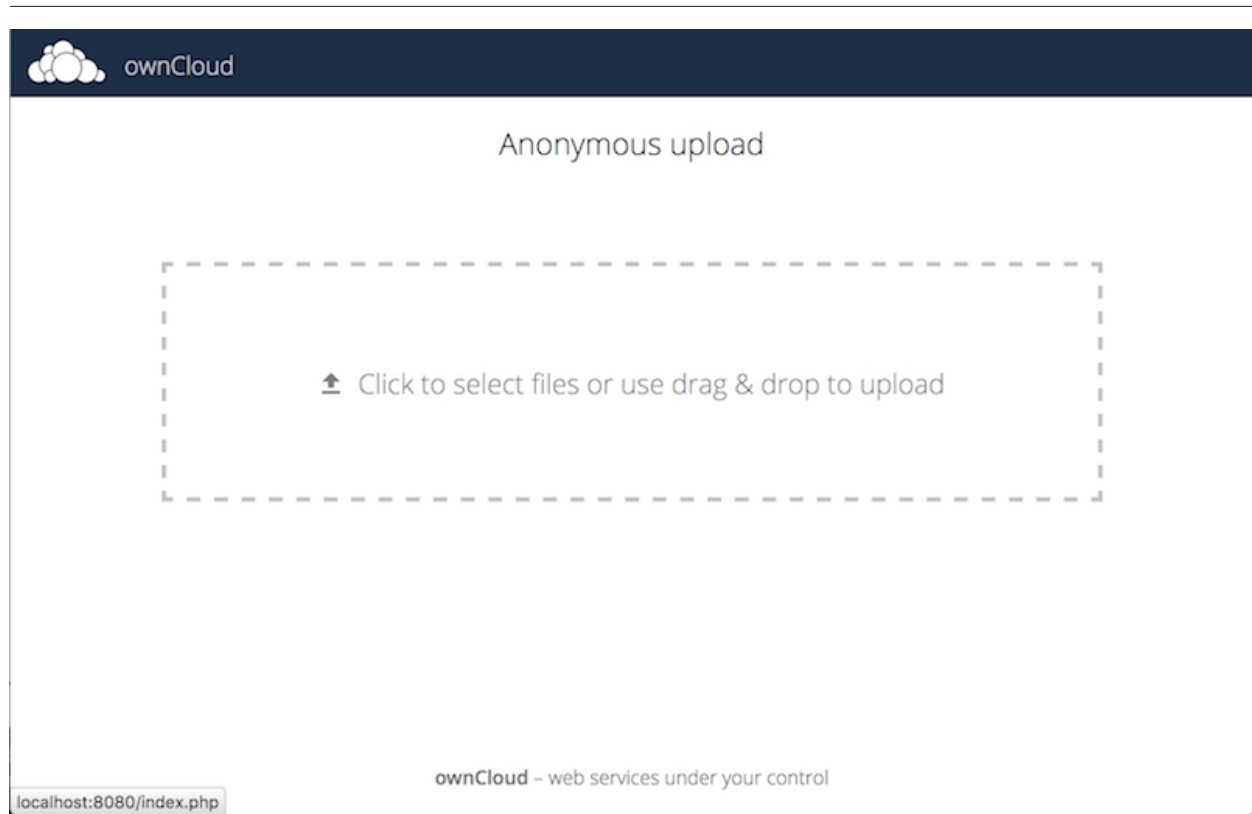 ownCloud
Anonymous upload
Click to select files or use drag & drop to upload
ownCloud – web services under your control
localhost:8080/index.php